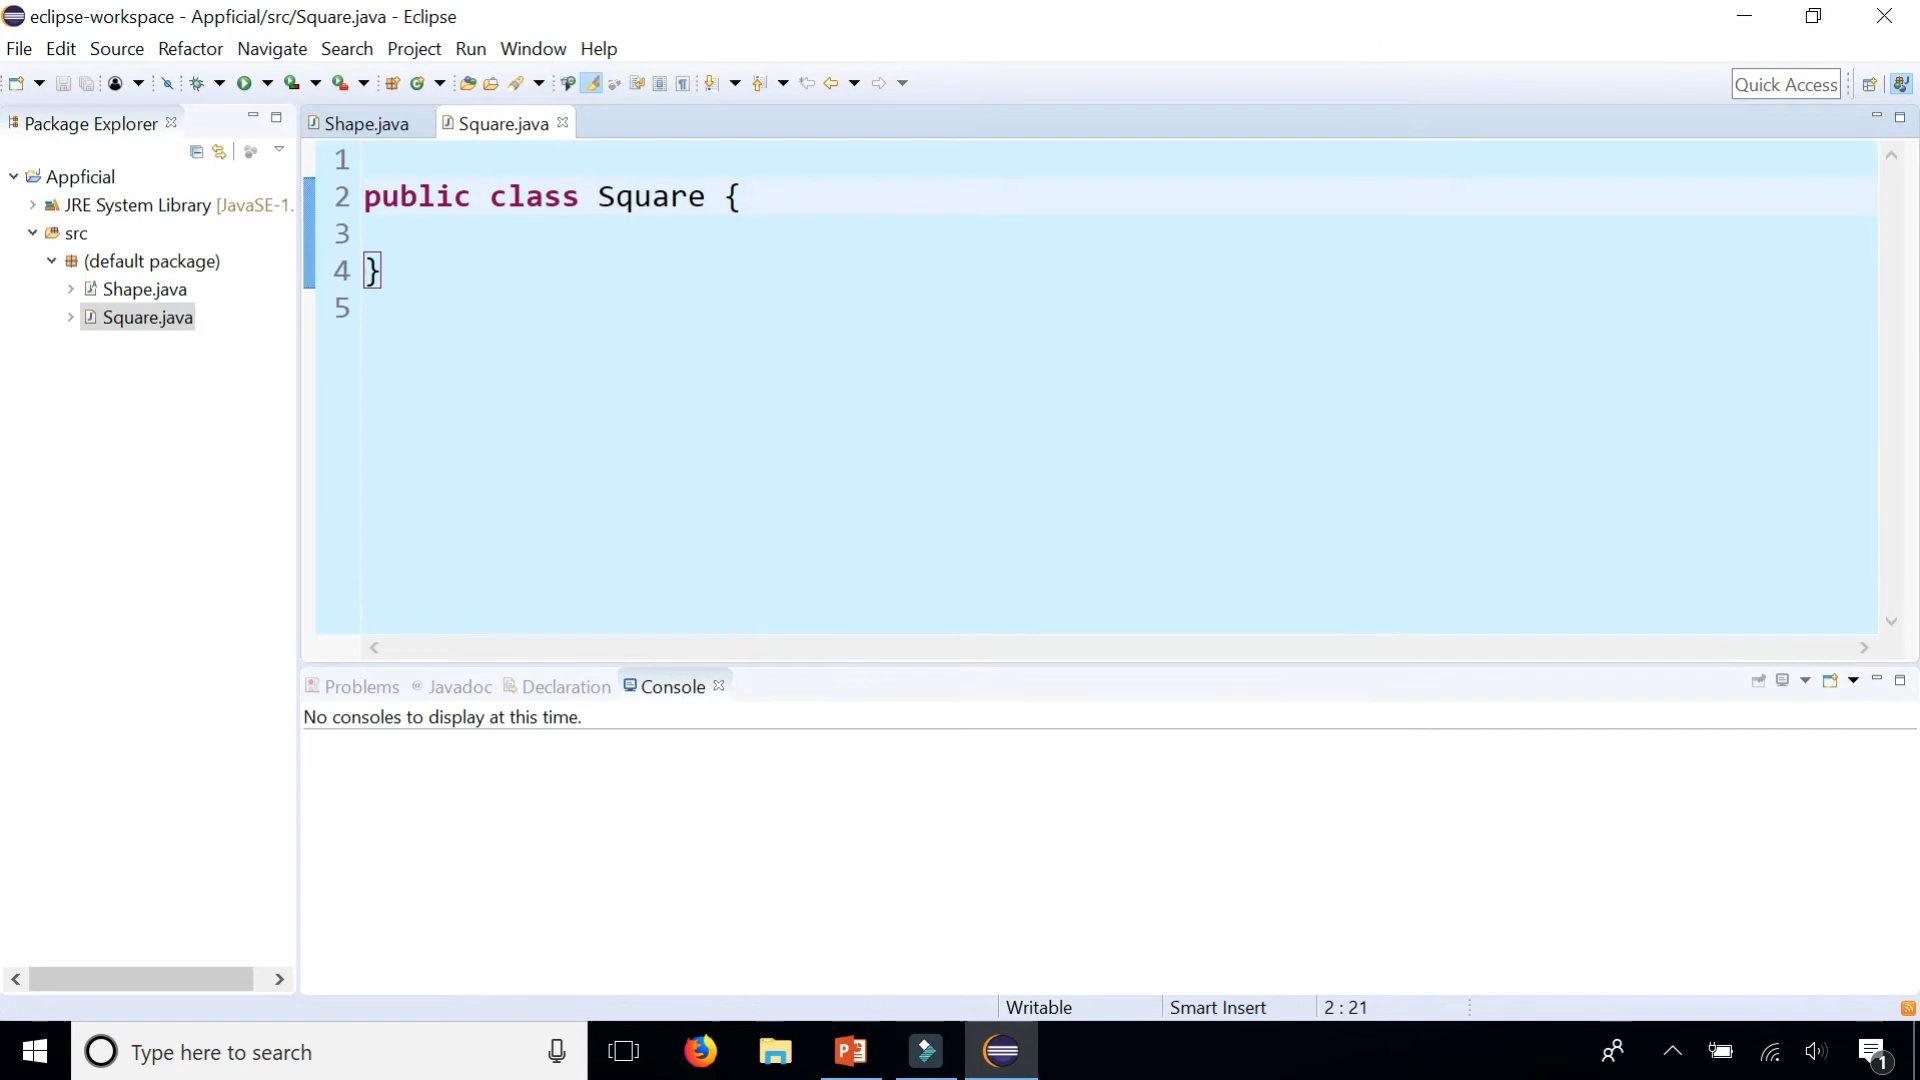 eclipse-workspace - Appficial/src/Square.java - Eclipse
File Edit Source Refactor Navigate Search Project Run Window Help
Quick Access
Package Explorer
Shape.java Square.java
Appficial
JRE System Library [JavaSE-1.
src
(default package)
Shape.java
Square.java
1
2 public class Square {
3
4 }
5
Problems @ Javadoc Declaration Console
No consoles to display at this time.
Writable Smart Insert 2 : 21
Type here to search
1